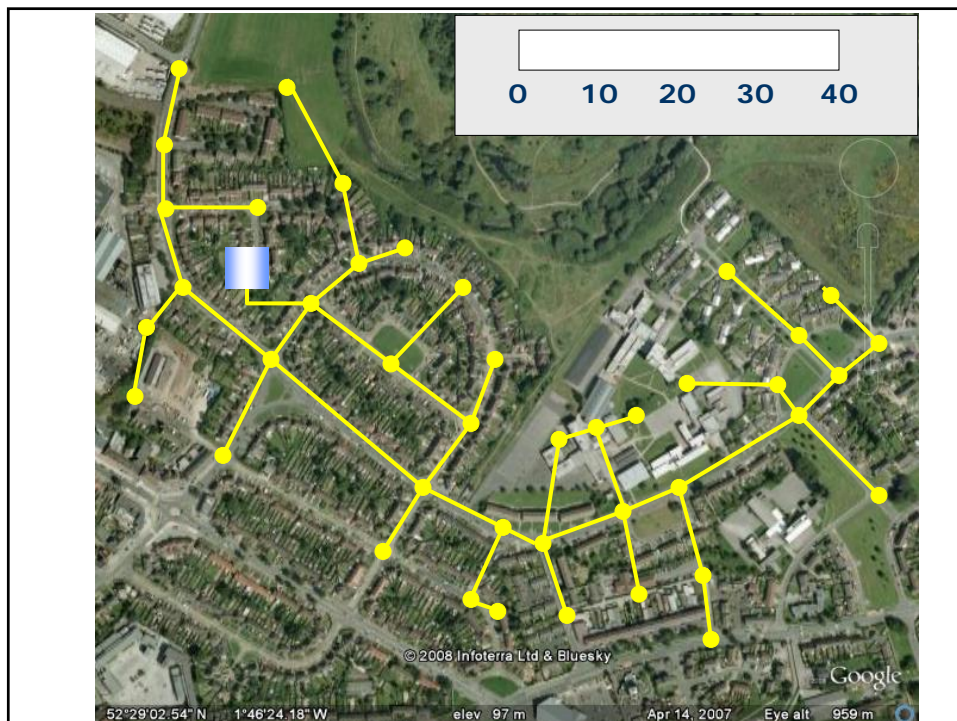 0 10 20 30 40
© 2008 Infoterra Ltd & Bluesky
Google
52°29'02.54" N 1°46'24.18" W elev 97 m Apr 14, 2007 Eye alt 959 m